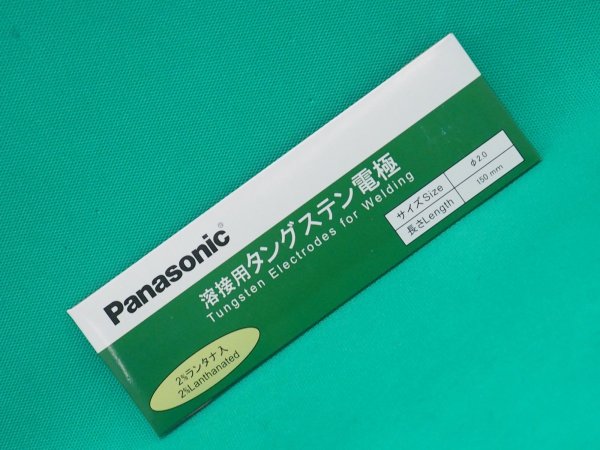 Panasonic®
溶接用タングステン電極
Tungsten Electrodes for Welding
サイズSize φ2.0
長さLength 150 mm
2%ランタナ入
2%Lanthanated